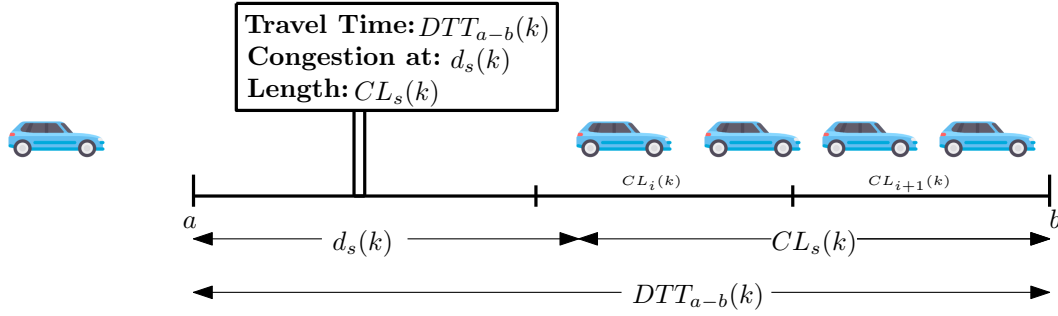 Travel Time: $DTT_{a-b}(k)$
Congestion at: $d_s(k)$
Length: $CL_s(k)$
$CL_i(k)$ $CL_{i+1}(k)$
$a$ $b$
$d_s(k)$ $CL_s(k)$
$DTT_{a-b}(k)$